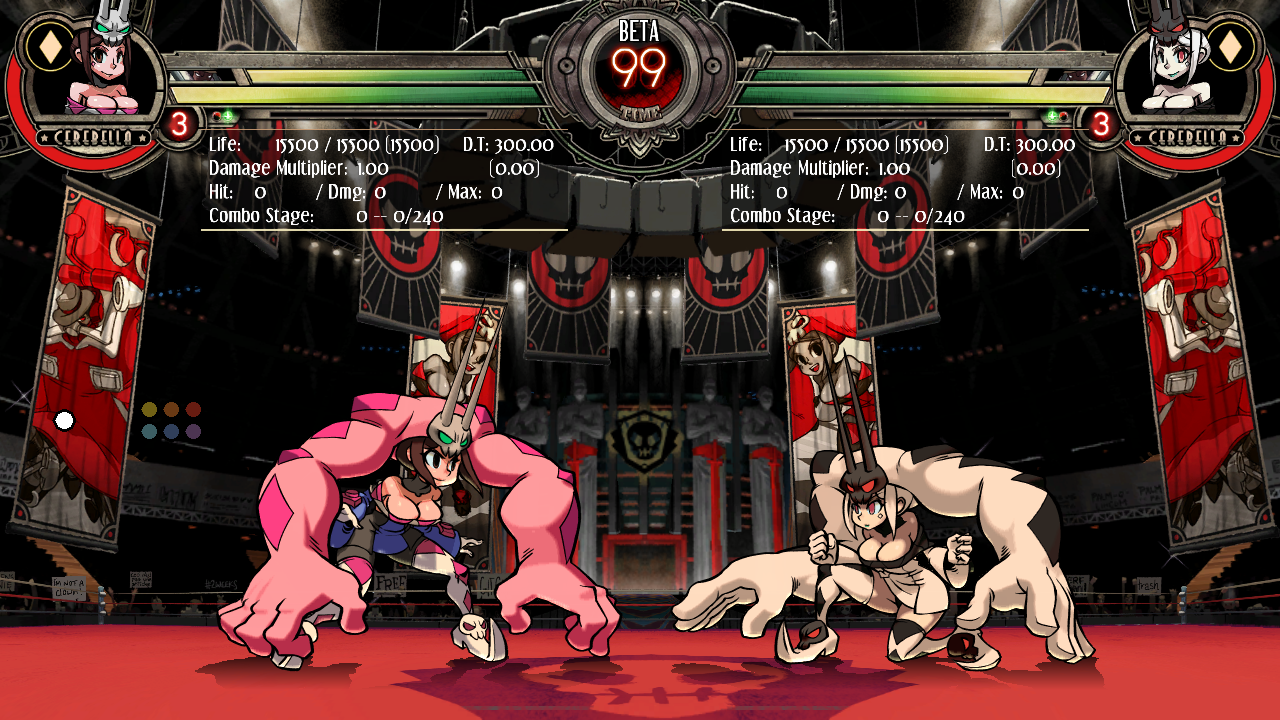 BETA
99
TIME
CEREBELLA
3
CEREBELLA
3
Life: 15500 / 15500 (15500) D.T: 300.00
Damage Multiplier: 1.00 (0.00)
Hit: 0 / Dmg: 0 / Max: 0
Combo Stage: 0 -- 0/240
Life: 15500 / 15500 (15500) D.T: 300.00
Damage Multiplier: 1.00 (0.00)
Hit: 0 / Dmg: 0 / Max: 0
Combo Stage: 0 -- 0/240
I'M NOT A
FREE